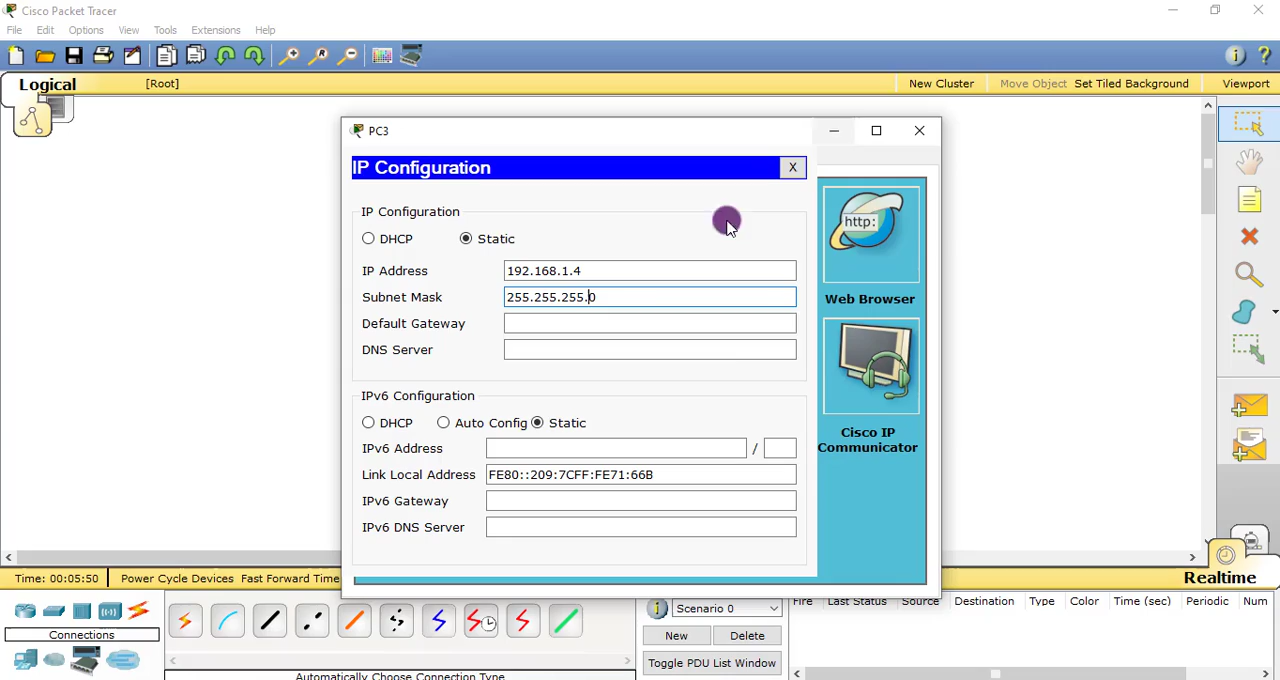 Cisco Packet Tracer
File Edit Options View Tools Extensions Help
Logical [Root] New Cluster Move Object Set Tiled Background Viewport
PC3
IP Configuration X
IP Configuration
DHCP Static
IP Address 192.168.1.4
Subnet Mask 255.255.255.0
Default Gateway
DNS Server
IPv6 Configuration
DHCP Auto Config Static
IPv6 Address /
Link Local Address FE80::209:7CFF:FE71:66B
IPv6 Gateway
IPv6 DNS Server
http:
Web Browser
Cisco IP
Communicator
Time: 00:05:50 Power Cycle Devices Fast Forward Time
Realtime
Connections
Automatically Choose Connection Type
Scenario 0
New Delete
Toggle PDU List Window
Fire Last Status Source Destination Type Color Time (sec) Periodic Num